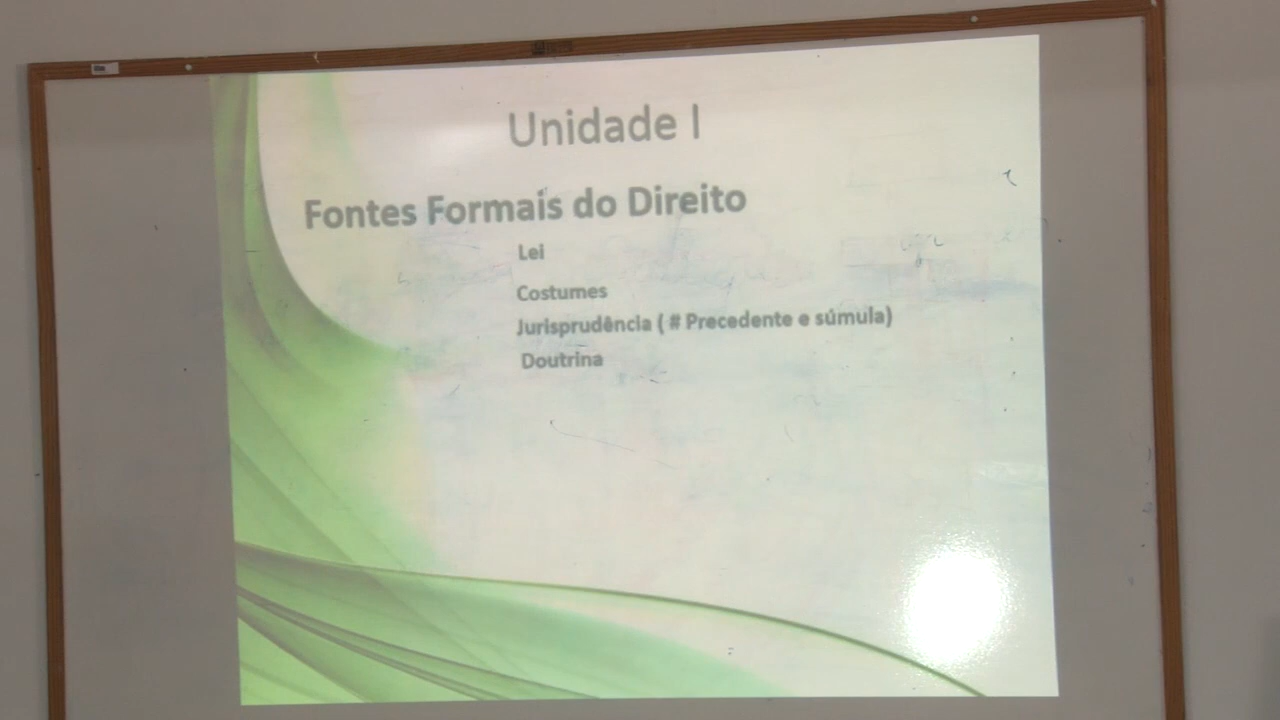 Unidade I
Fontes Formais do Direito
Lei
Costumes
Jurisprudência ( # Precedente e súmula)
Doutrina